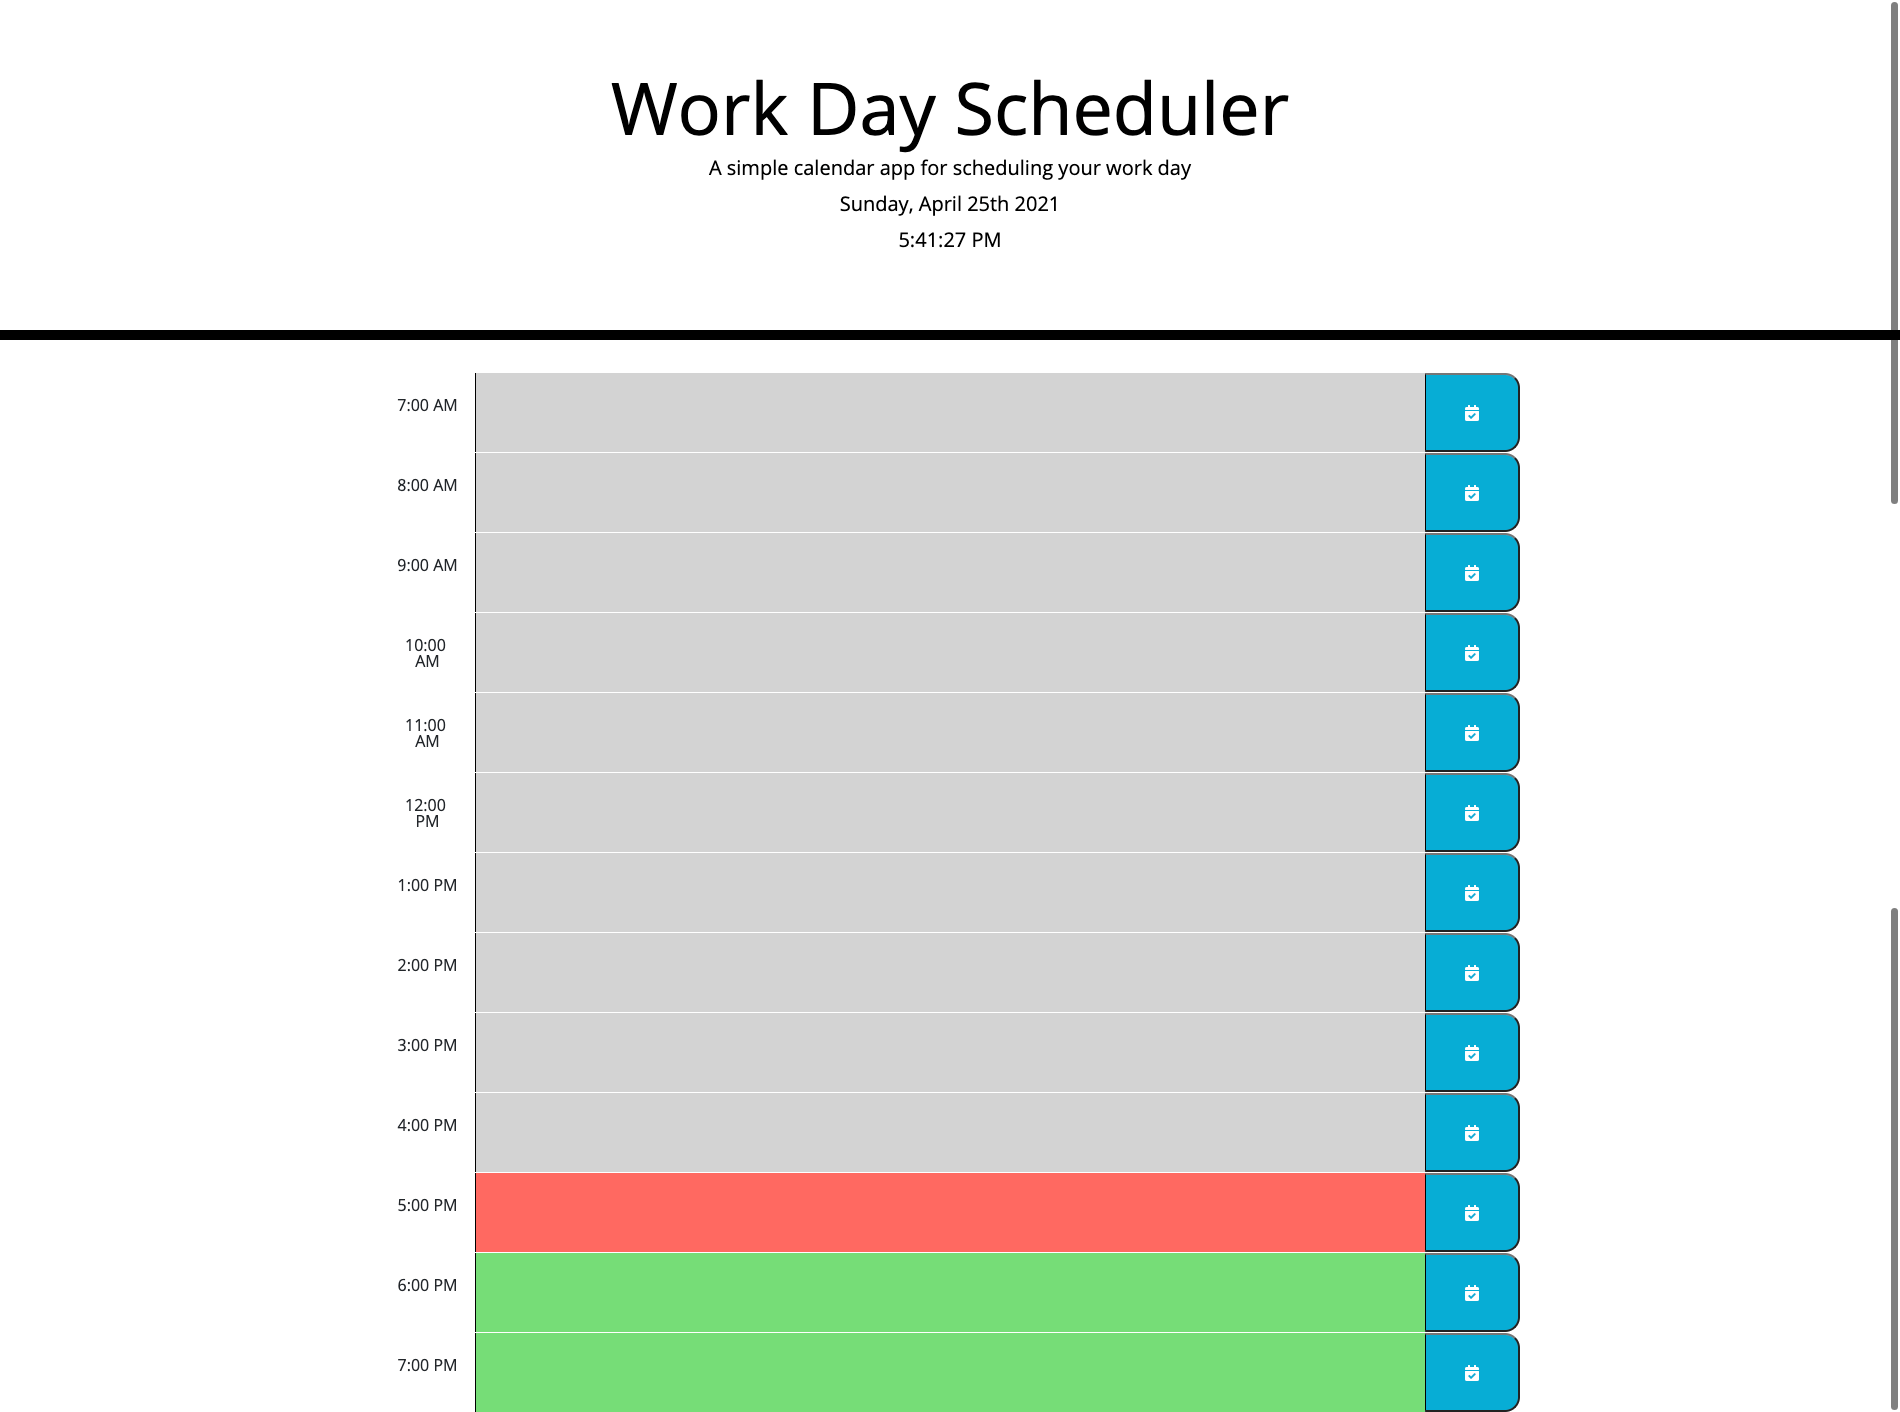 Work Day Scheduler
A simple calendar app for scheduling your work day
Sunday, April 25th 2021
5:41:27 PM
7:00 AM
8:00 AM
9:00 AM
10:00
AM
11:00
AM
12:00
PM
1:00 PM
2:00 PM
3:00 PM
4:00 PM
5:00 PM
6:00 PM
7:00 PM